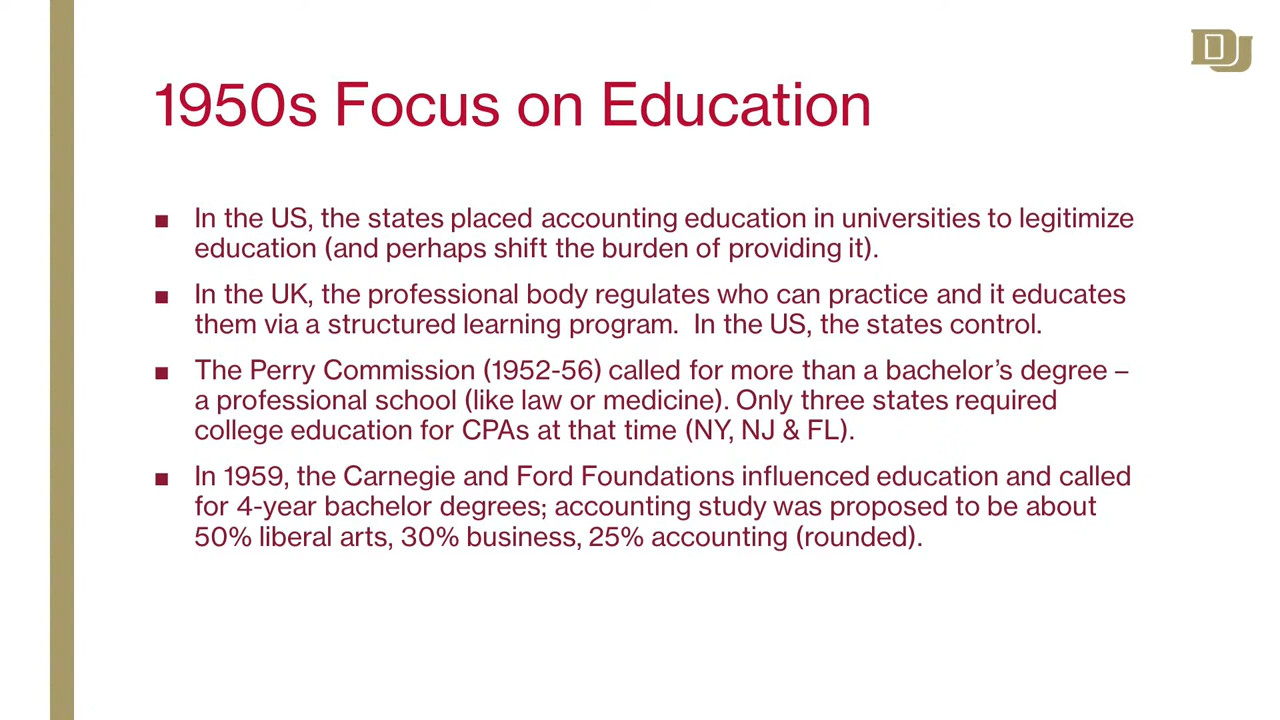 DU
1950s Focus on Education
▪ In the US, the states placed accounting education in universities to legitimize
education (and perhaps shift the burden of providing it).
▪ In the UK, the professional body regulates who can practice and it educates
them via a structured learning program.  In the US, the states control.
▪ The Perry Commission (1952-56) called for more than a bachelor’s degree –
a professional school (like law or medicine). Only three states required
college education for CPAs at that time (NY, NJ & FL).
▪ In 1959, the Carnegie and Ford Foundations influenced education and called
for 4-year bachelor degrees; accounting study was proposed to be about
50% liberal arts, 30% business, 25% accounting (rounded).